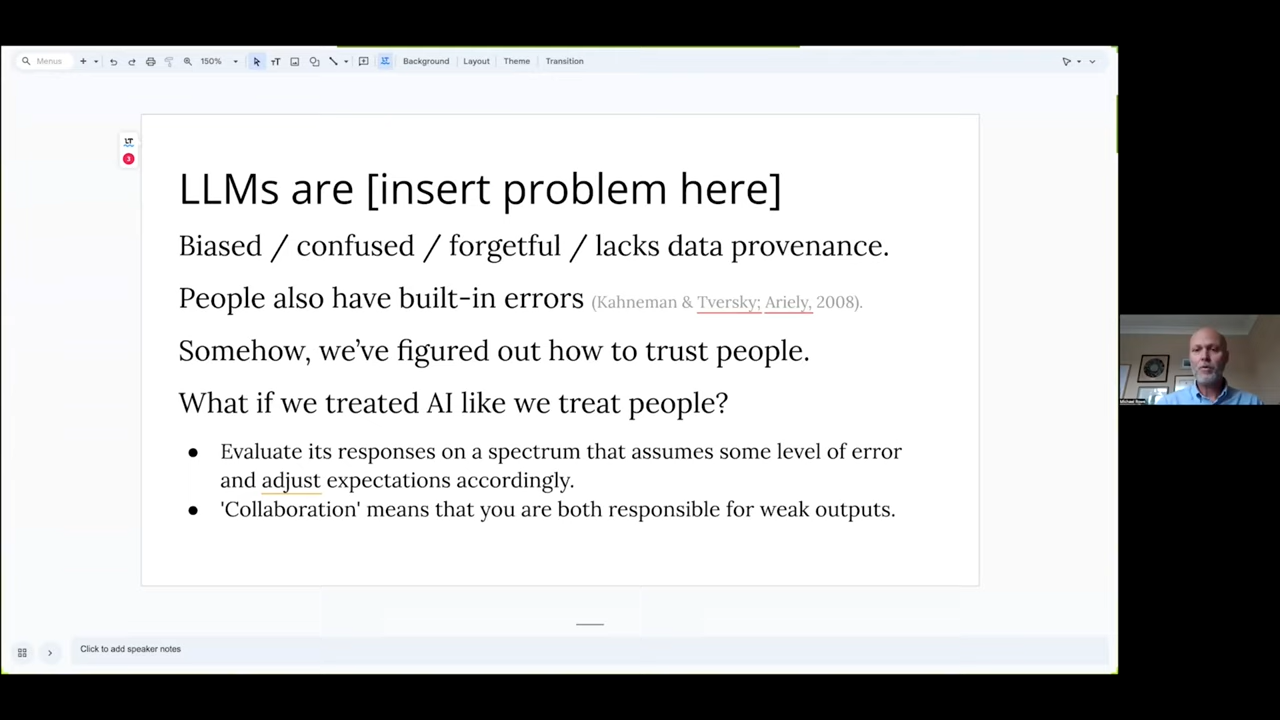 Menus
150%
Background
Layout
Theme
Transition
LT
3
LLMs are [insert problem here]
Biased / confused / forgetful / lacks data provenance.
People also have built-in errors (Kahneman & Tversky; Ariely, 2008).
Somehow, we’ve figured out how to trust people.
What if we treated AI like we treat people?
● Evaluate its responses on a spectrum that assumes some level of error
and adjust expectations accordingly.
● 'Collaboration' means that you are both responsible for weak outputs.
Click to add speaker notes